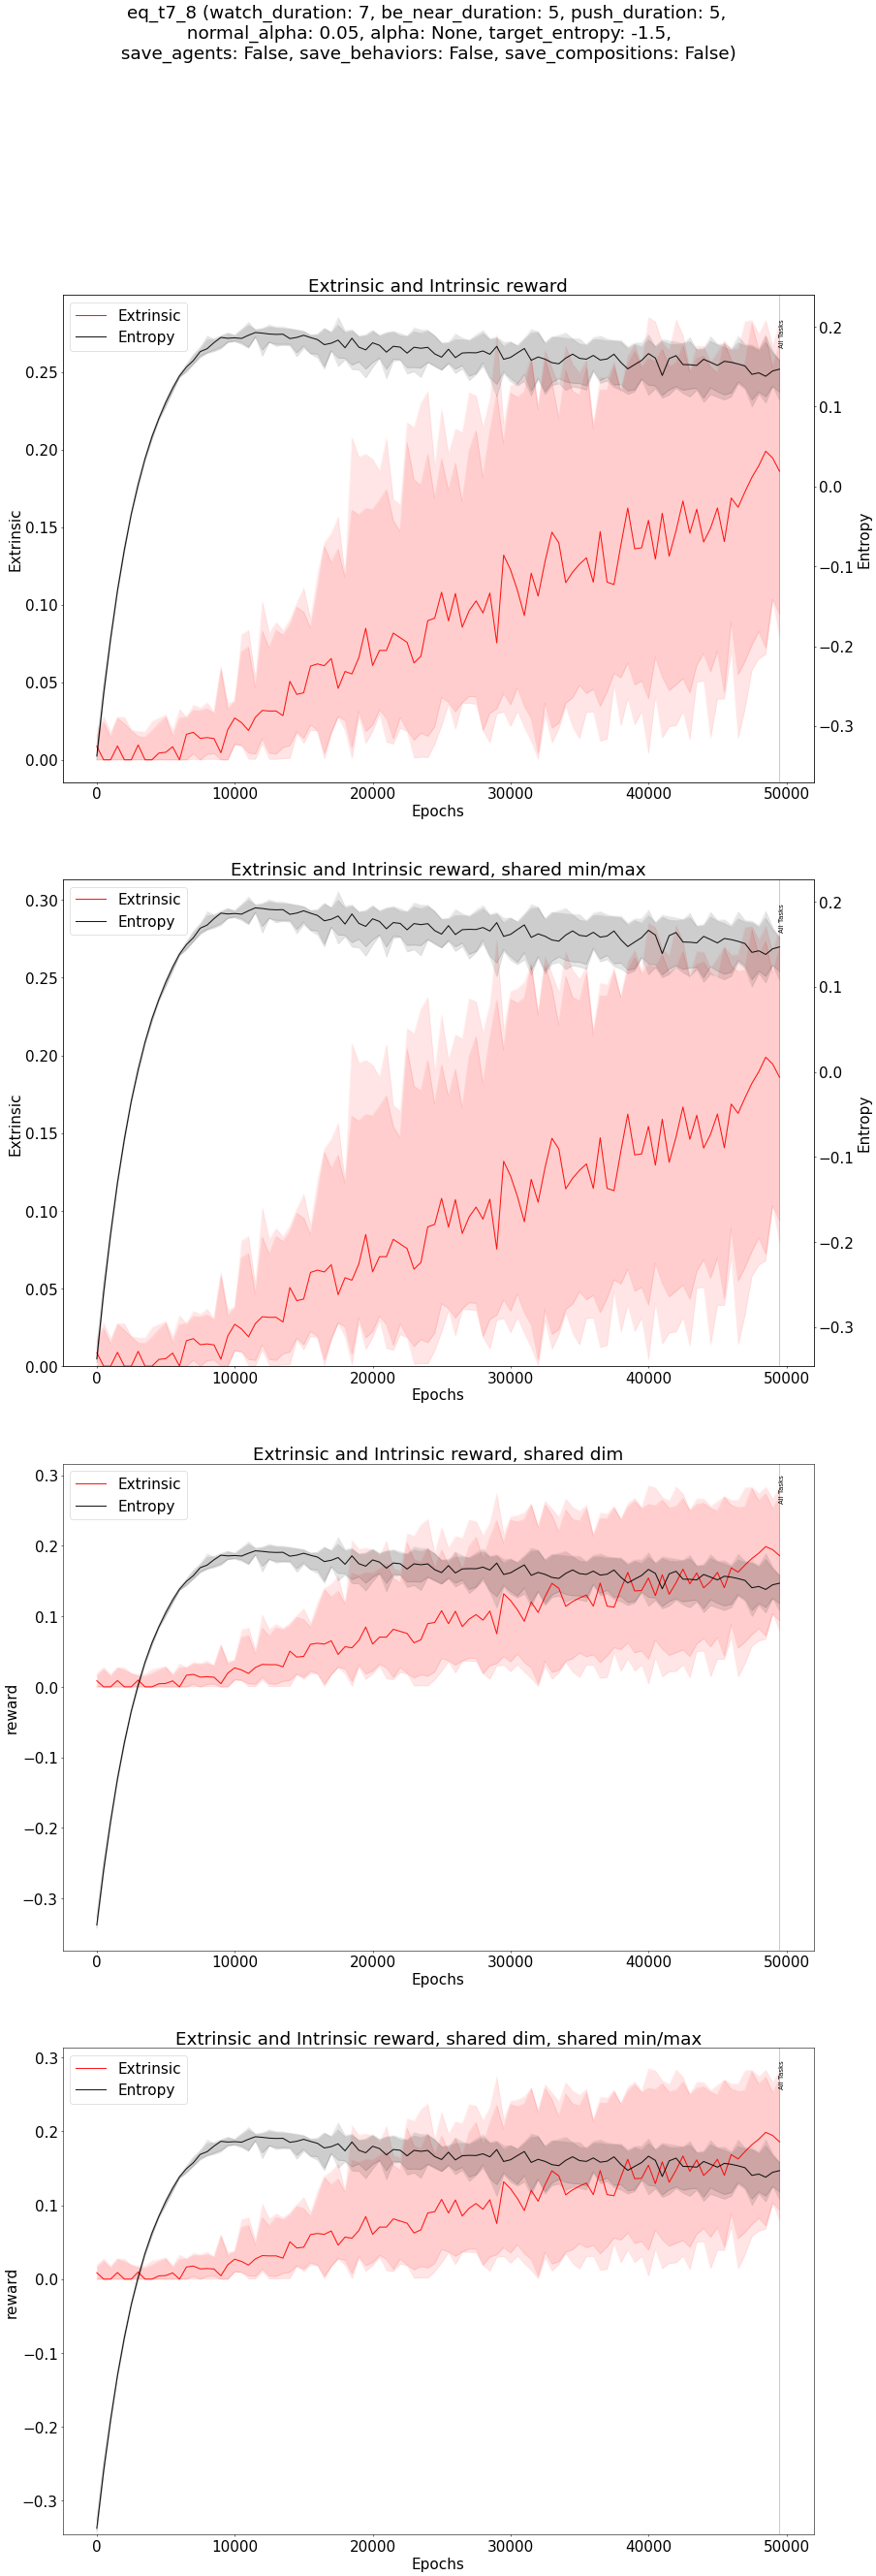 eq_t7_8 (watch_duration: 7, be_near_duration: 5, push_duration: 5,
normal_alpha: 0.05, alpha: None, target_entropy: -1.5,
save_agents: False, save_behaviors: False, save_compositions: False)
Extrinsic and Intrinsic reward
Extrinsic
Entropy
All Tasks
0.25
0.20
0.15
0.10
0.05
0.00
Extrinsic
0.2
0.1
0.0
−0.1
−0.2
−0.3
Entropy
0
10000
20000
30000
40000
50000
Epochs
Extrinsic and Intrinsic reward, shared min/max
Extrinsic
Entropy
All Tasks
0.30
0.25
0.20
0.15
0.10
0.05
0.00
Extrinsic
0.2
0.1
0.0
−0.1
−0.2
−0.3
Entropy
0
10000
20000
30000
40000
50000
Epochs
Extrinsic and Intrinsic reward, shared dim
Extrinsic
Entropy
All Tasks
0.3
0.2
0.1
0.0
−0.1
−0.2
−0.3
reward
0
10000
20000
30000
40000
50000
Epochs
Extrinsic and Intrinsic reward, shared dim, shared min/max
Extrinsic
Entropy
All Tasks
0.3
0.2
0.1
0.0
−0.1
−0.2
−0.3
reward
0
10000
20000
30000
40000
50000
Epochs